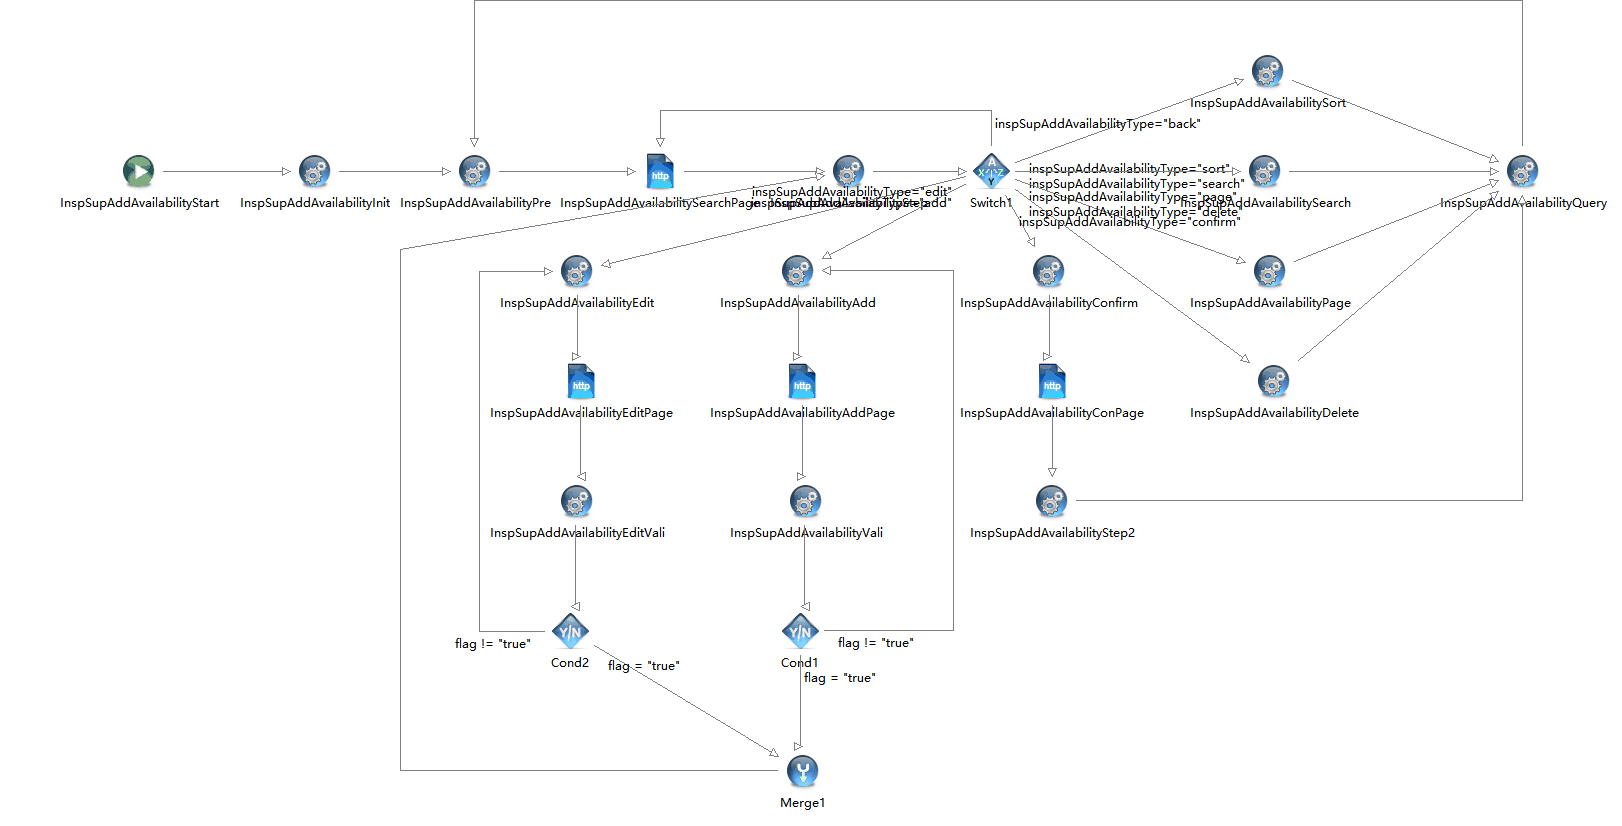 InspSupAddAvailabilitySort
inspSupAddAvailabilityType="back"
inspSupAddAvailabilityType="sort"
inspSupAddAvailabilityType="search"
inspSupAddAvailabilityType="edit"
inspSupAddAvailabilityType="page"
InspSupAddAvailabilityStart
InspSupAddAvailabilityInit
InspSupAddAvailabilityPre
http
InspSupAddAvailabilitySearchPage
InspSupAddAvailabilityStep
inspSupAddAvailabilityType="add"
A
X
Z
Y
Switch1
InspSupAddAvailabilitySearch
InspSupAddAvailabilityQuery
inspSupAddAvailabilityType="delete"
inspSupAddAvailabilityType="confirm"
InspSupAddAvailabilityEdit
InspSupAddAvailabilityAdd
InspSupAddAvailabilityConfirm
InspSupAddAvailabilityPage
http
http
http
InspSupAddAvailabilityEditPage
InspSupAddAvailabilityAddPage
InspSupAddAvailabilityConPage
InspSupAddAvailabilityDelete
InspSupAddAvailabilityEditVali
InspSupAddAvailabilityVali
InspSupAddAvailabilityStep2
Y/N
Y/N
flag != "true"
flag != "true"
Cond2
Cond1
flag = "true"
flag = "true"
Merge1